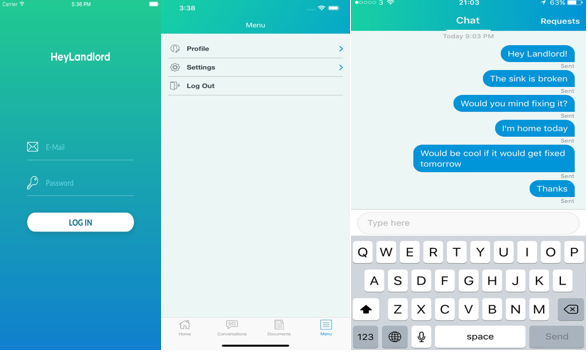 Carrier 5:36 PM
HeyLandlord
E-Mail
Password
LOG IN
3:38
Menu
Profile
Settings
Log Out
Home Conversations Documents Menu
3 21:03 63%
Chat Requests
Today 9:03 PM
Hey Landlord!
Sent
The sink is broken
Sent
Would you mind fixing it?
Sent
I'm home today
Sent
Would be cool if it would get fixed
tomorrow
Sent
Thanks
Sent
Type here
Q W E R T Y U I O P
A S D F G H J K L
Z X C V B N M
123 space Send